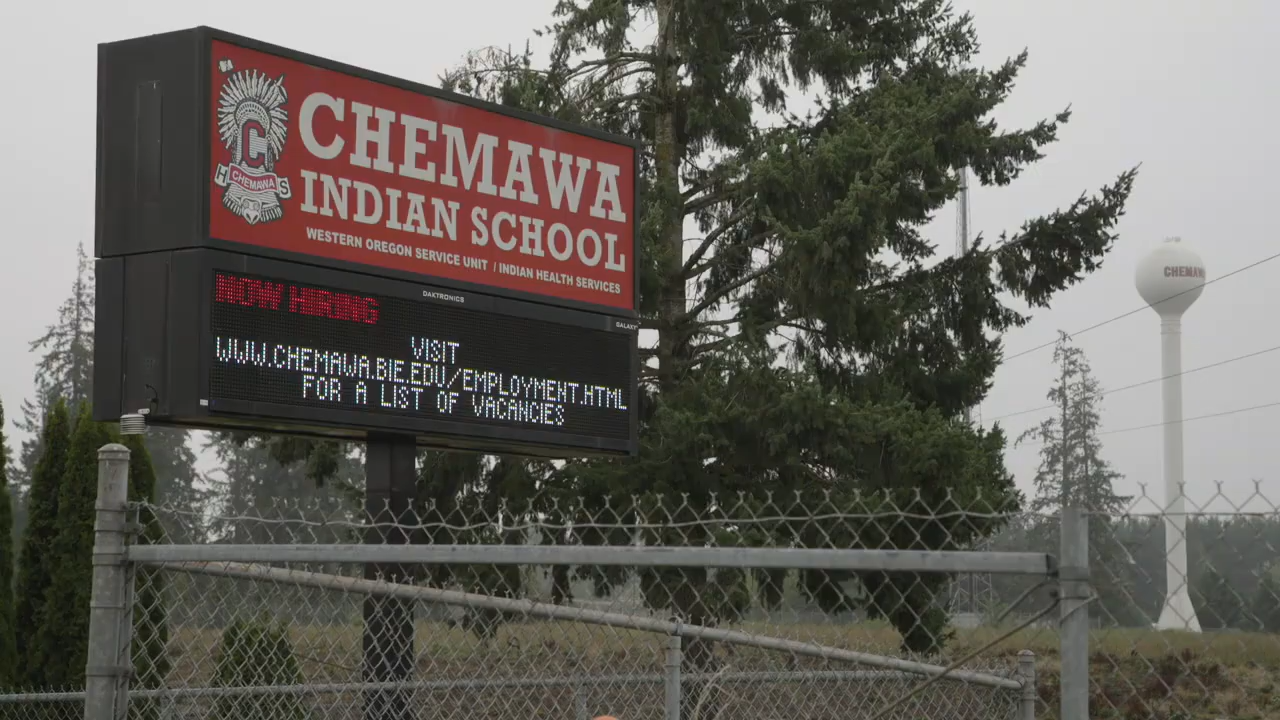 C
H CHEMAWA S
CHEMAWA
INDIAN SCHOOL
WESTERN OREGON SERVICE UNIT / INDIAN HEALTH SERVICES
DAKTRONICS
GALAXY
NOW HIRING
VISIT
WWW.CHEMAWA.BIE.EDU/EMPLOYMENT.HTML
FOR A LIST OF VACANCIES
CHEMAWA